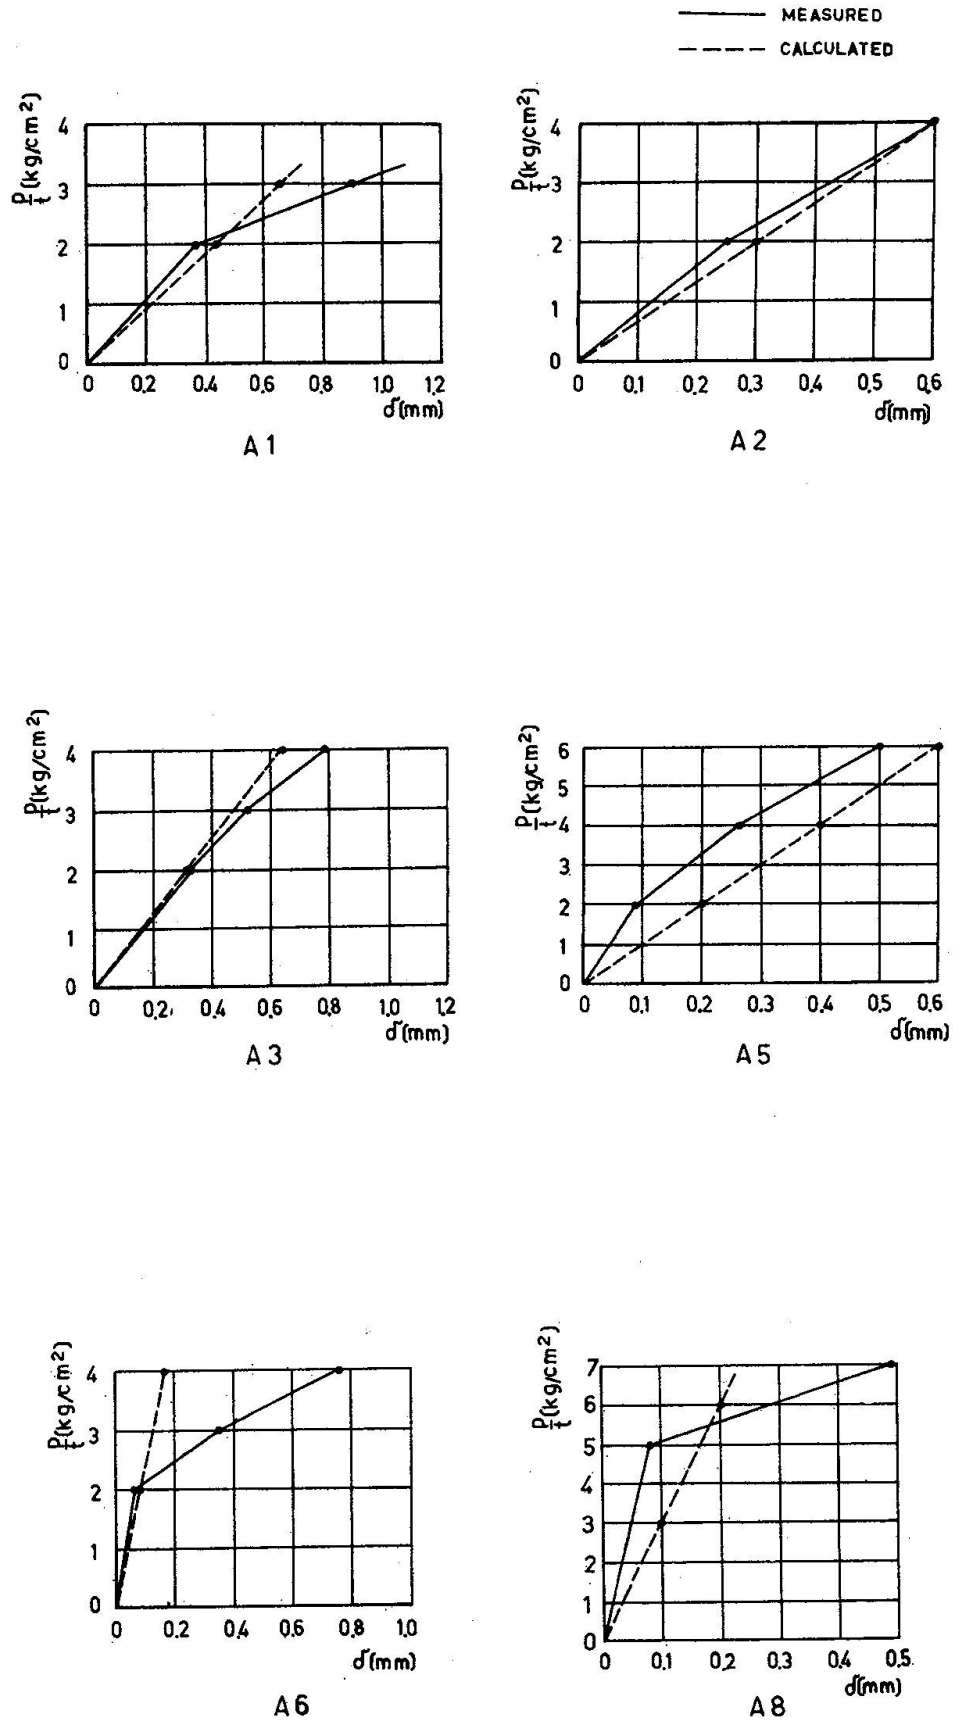 MEASURED
CALCULATED
P/t (kg/cm²)
4
3
2
1
0
0 0,2 0,4 0,6 0,8 1,0 1,2
δ(mm)
A 1
P/t (kg/cm²)
4
3
2
1
0
0 0,1 0,2 0,3 0,4 0,5 0,6
δ(mm)
A 2
P/t (kg/cm²)
4
3
2
1
0
0 0,2 0,4 0,6 0,8 1,0 1,2
δ(mm)
A 3
P/t (kg/cm²)
6
5
4
3
2
1
0
0 0,1 0,2 0,3 0,4 0,5 0,6
δ(mm)
A 5
P/t (kg/cm²)
4
3
2
1
0
0 0,2 0,4 0,6 0,8 1,0
δ(mm)
A 6
P/t (kg/cm²)
7
6
5
4
3
2
1
0
0 0,1 0,2 0,3 0,4 0,5
δ(mm)
A 8